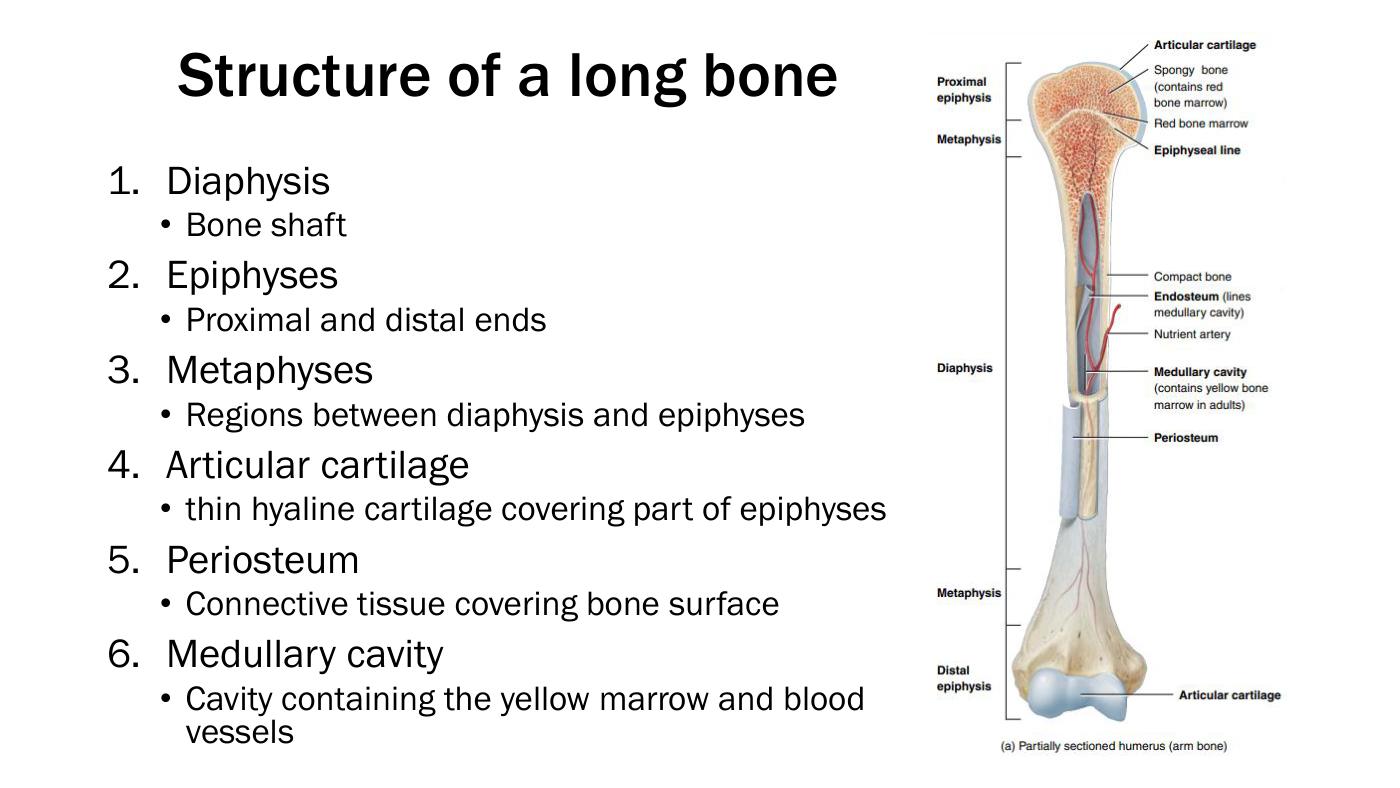 Structure of a long bone
1. Diaphysis
• Bone shaft
2. Epiphyses
• Proximal and distal ends
3. Metaphyses
• Regions between diaphysis and epiphyses
4. Articular cartilage
• thin hyaline cartilage covering part of epiphyses
5. Periosteum
• Connective tissue covering bone surface
6. Medullary cavity
• Cavity containing the yellow marrow and blood
vessels
Proximal
epiphysis
Metaphysis
Diaphysis
Metaphysis
Distal
epiphysis
Articular cartilage
Spongy bone
(contains red
bone marrow)
Red bone marrow
Epiphyseal line
Compact bone
Endosteum (lines
medullary cavity)
Nutrient artery
Medullary cavity
(contains yellow bone
marrow in adults)
Periosteum
Articular cartilage
(a) Partially sectioned humerus (arm bone)